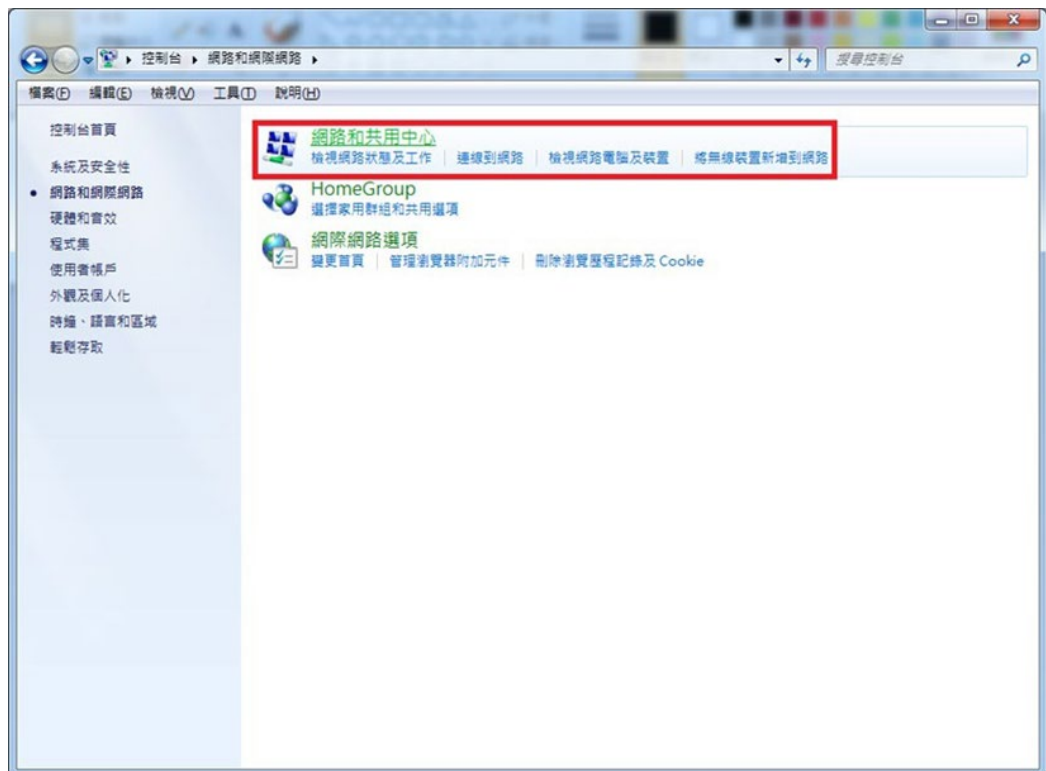 控制台 ▸ 網路和網際網路 ▸
搜尋控制台
檔案(F) 編輯(E) 檢視(V) 工具(T) 說明(H)
控制台首頁
系統及安全性
網路和網際網路
硬體和音效
程式集
使用者帳戶
外觀及個人化
時鐘、語言和區域
輕鬆存取
網路和共用中心
檢視網路狀態及工作 | 連線到網路 | 檢視網路電腦及裝置 | 將無線裝置新增到網路
HomeGroup
選擇家用群組和共用選項
網際網路選項
變更首頁 | 管理瀏覽器附加元件 | 刪除瀏覽歷程記錄及 Cookie